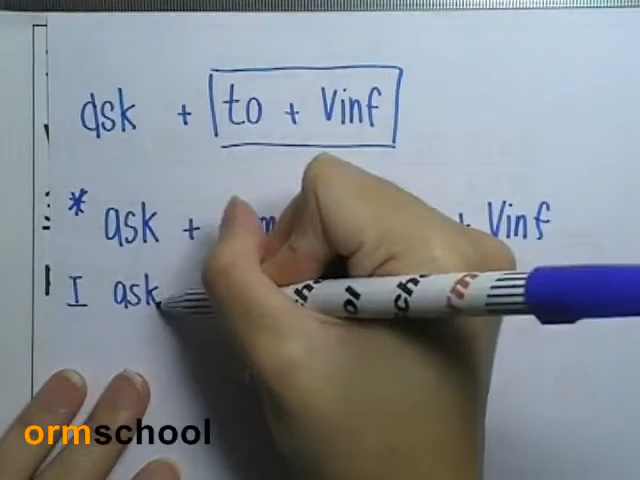 ask + to + Vinf
* ask + + Vinf
I ask
ormschool